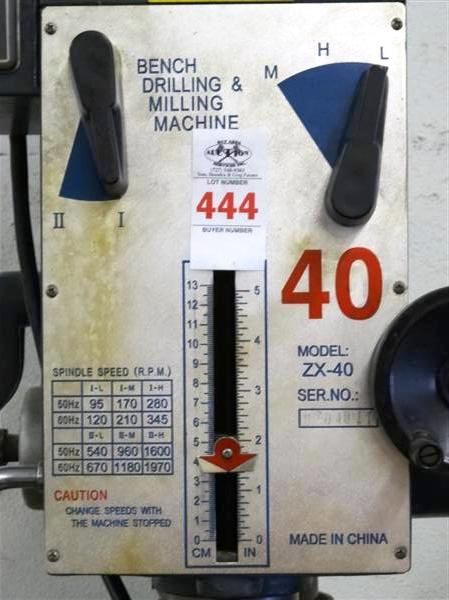 BENCH
DRILLING &
MILLING
MACHINE
M H L
II I
AUCTION
LOT NUMBER
444
BUYER NUMBER
40
MODEL:
ZX-40
SER.NO.:
13 12 11 10 9 8 7 6 5 4 3 2 1 0
5 4 3 2 1 0
CM IN
SPINDLE SPEED (R.P.M.)
I-L I-M I-H
50Hz 95 170 280
60Hz 120 210 345
II-L II-M II-H
50Hz 540 960 1600
60Hz 670 1180 1970
CAUTION
CHANGE SPEEDS WITH
THE MACHINE STOPPED
MADE IN CHINA